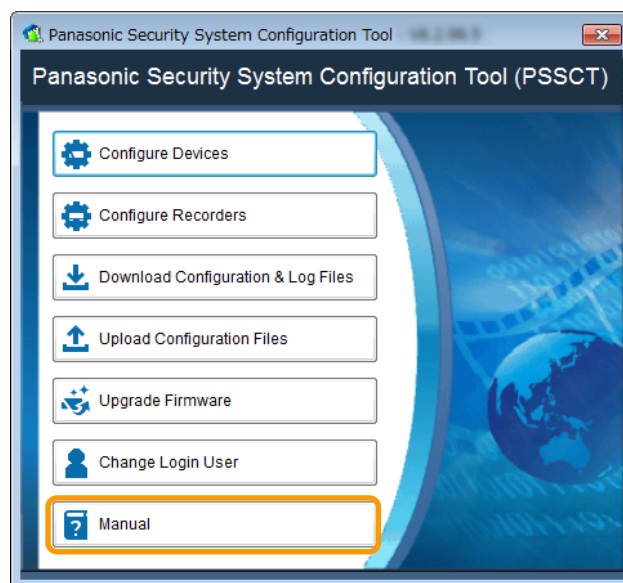 Panasonic Security System Configuration Tool
Panasonic Security System Configuration Tool (PSSCT)
Configure Devices
Configure Recorders
Download Configuration & Log Files
Upload Configuration Files
Upgrade Firmware
Change Login User
Manual